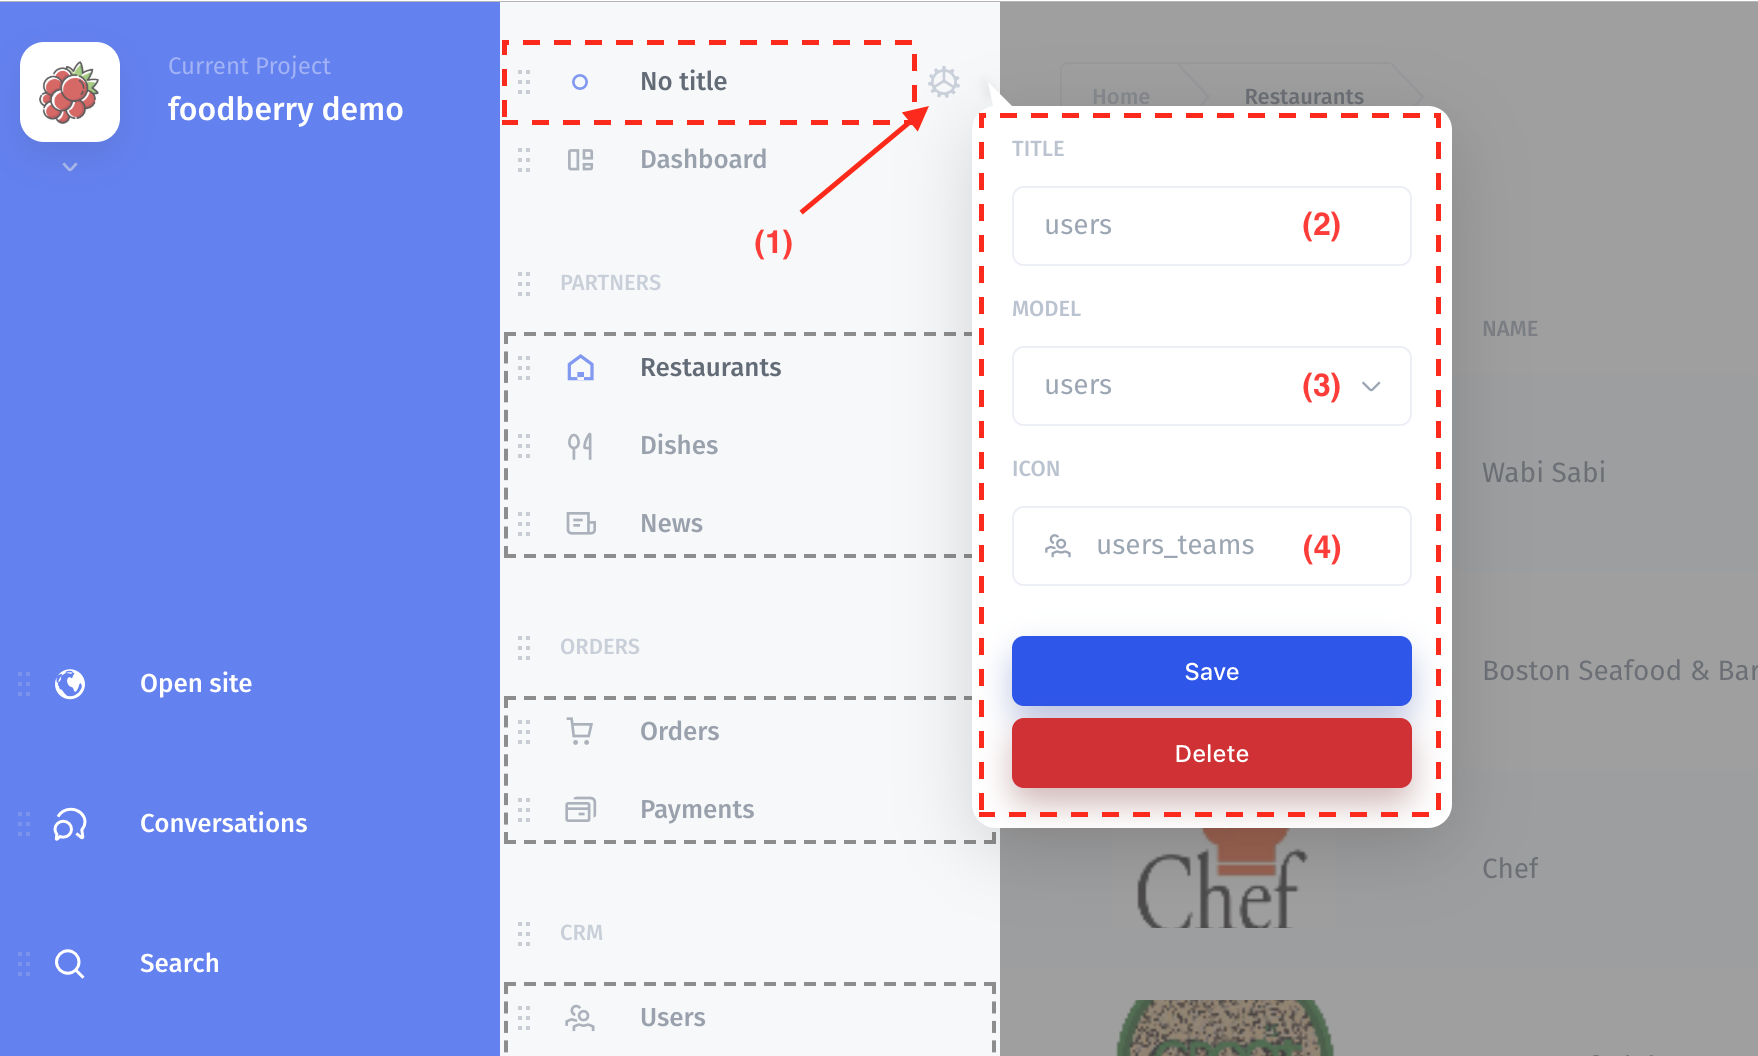 Current Project
foodberry demo
Open site
Conversations
Search
No title
Dashboard
(1)
PARTNERS
Restaurants
Dishes
News
ORDERS
Orders
Payments
CRM
Users
Home
Restaurants
TITLE
users (2)
MODEL
users (3)
ICON
users_teams (4)
Save
Delete
NAME
Wabi Sabi
Boston Seafood & Bar
Chef
Chef